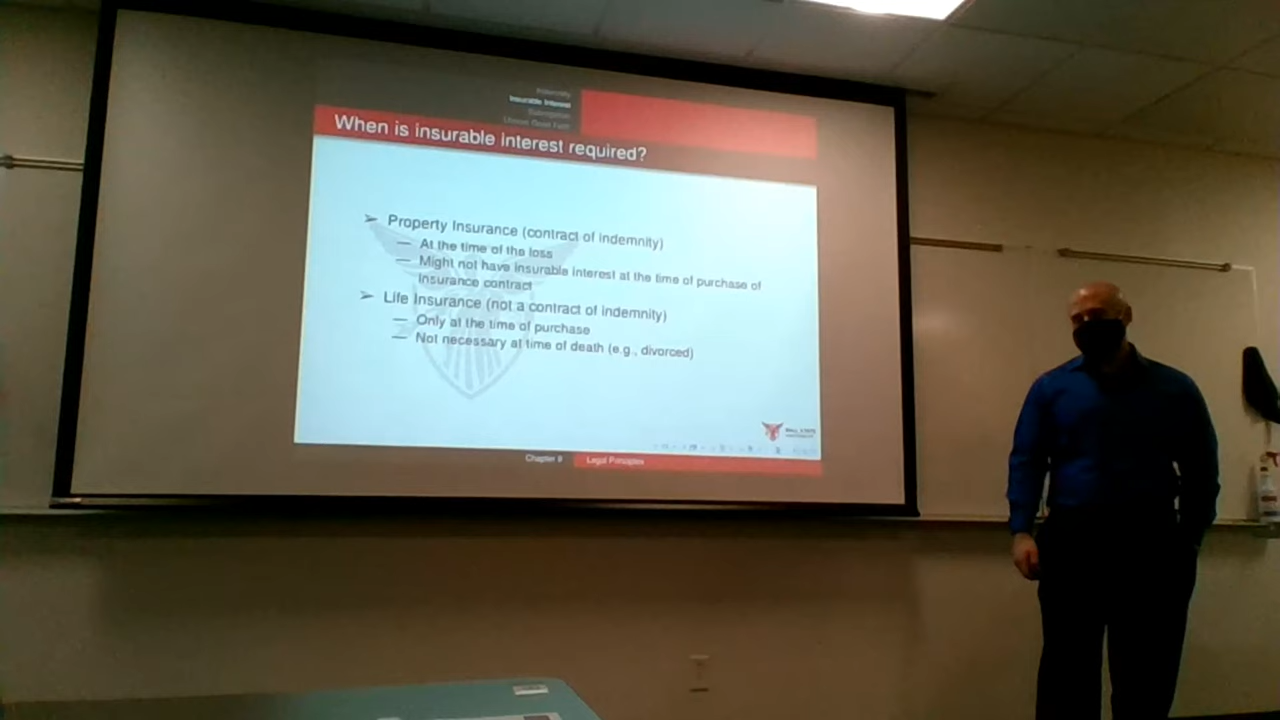 Indemnity
Insurable Interest
Subrogation
Utmost Good Faith
When is insurable interest required?
➢ Property Insurance (contract of indemnity)
— At the time of the loss
— Might not have insurable interest at the time of purchase of
insurance contract
➢ Life Insurance (not a contract of indemnity)
— Only at the time of purchase
— Not necessary at time of death (e.g., divorced)
BALL STATE
UNIVERSITY
Chapter 9
Legal Principles